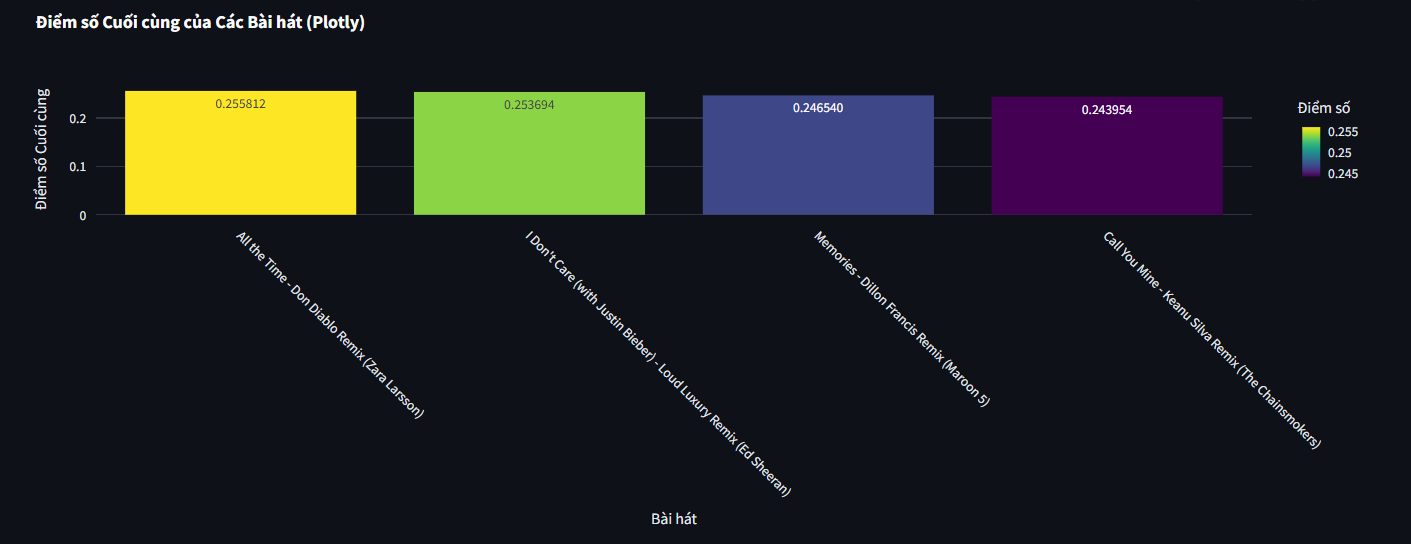 Điểm số Cuối cùng của Các Bài hát (Plotly)
Điểm số Cuối cùng
0.2
0.1
0
0.255812
0.253694
0.246540
0.243954
Điểm số
0.255
0.25
0.245
All the Time - Don Diablo Remix (Zara Larsson)
I Don't Care (with Justin Bieber) - Loud Luxury Remix (Ed Sheeran)
Memories - Dillon Francis Remix (Maroon 5)
Call You Mine - Keanu Silva Remix (The Chainsmokers)
Bài hát